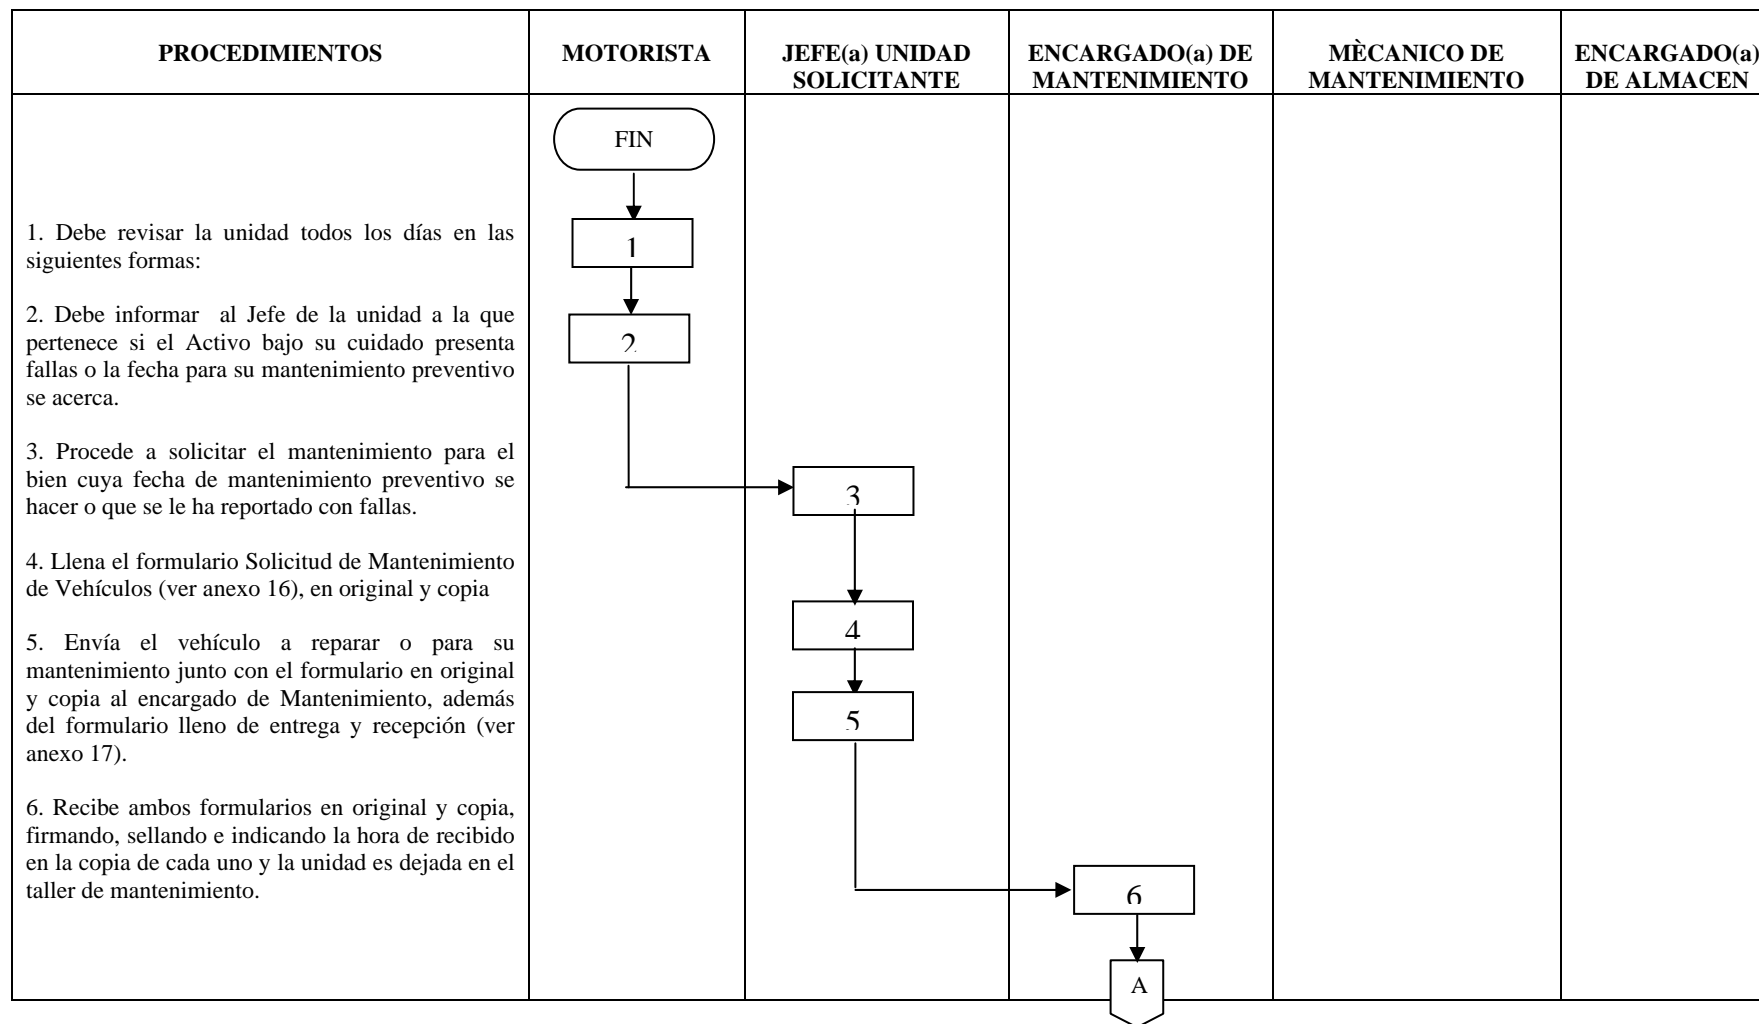 PROCEDIMIENTOS
MOTORISTA
JEFE(a) UNIDAD
SOLICITANTE
ENCARGADO(a) DE
MANTENIMIENTO
MÈCANICO DE
MANTENIMIENTO
ENCARGADO(a)
DE ALMACEN
FIN
1. Debe revisar la unidad todos los días en las
siguientes formas:
1
2. Debe informar al Jefe de la unidad a la que
pertenece si el Activo bajo su cuidado presenta
fallas o la fecha para su mantenimiento preventivo
se acerca.
2
3. Procede a solicitar el mantenimiento para el
bien cuya fecha de mantenimiento preventivo se
hacer o que se le ha reportado con fallas.
3
4. Llena el formulario Solicitud de Mantenimiento
de Vehículos (ver anexo 16), en original y copia
4
5. Envía el vehículo a reparar o para su
mantenimiento junto con el formulario en original
y copia al encargado de Mantenimiento, además
del formulario lleno de entrega y recepción (ver
anexo 17).
5
6. Recibe ambos formularios en original y copia,
firmando, sellando e indicando la hora de recibido
en la copia de cada uno y la unidad es dejada en el
taller de mantenimiento.
6
A